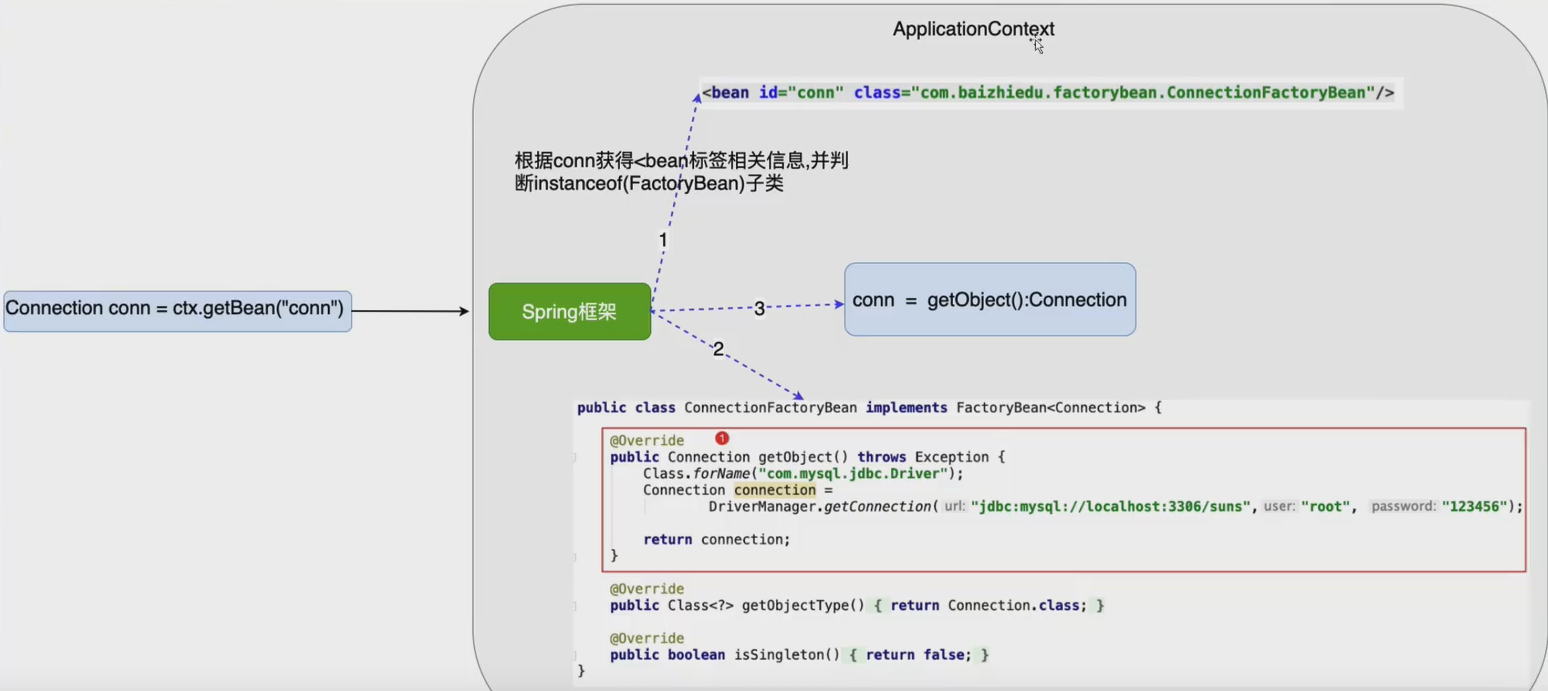 ApplicationContext
<bean id="conn" class="com.baizhiedu.factorybean.ConnectionFactoryBean"/>
根据conn获得<bean标签相关信息,并判
断instanceof(FactoryBean)子类
1
Connection conn = ctx.getBean("conn")
Spring框架
3
conn = getObject():Connection
2
public class ConnectionFactoryBean implements FactoryBean<Connection> {
@Override 1
public Connection getObject() throws Exception {
Class.forName("com.mysql.jdbc.Driver");
Connection connection =
DriverManager.getConnection( url: "jdbc:mysql://localhost:3306/suns", user: "root", password: "123456");
return connection;
}
@Override
public Class<?> getObjectType() { return Connection.class; }
@Override
public boolean isSingleton() { return false; }
}